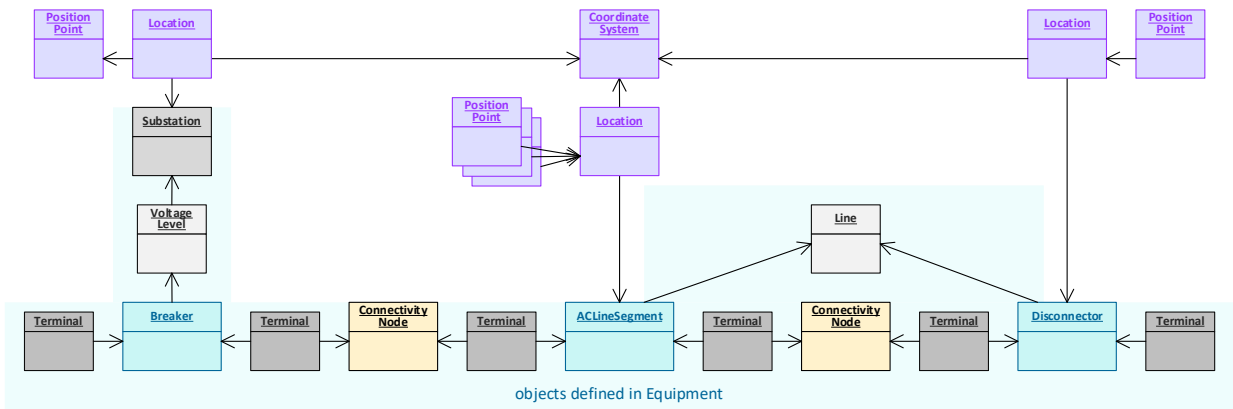 Position
Point
Location
Coordinate
System
Location
Position
Point
Substation
Position
Point
Location
Voltage
Level
Line
Terminal
Breaker
Terminal
Connectivity
Node
Terminal
ACLineSegment
Terminal
Connectivity
Node
Terminal
Disconnector
Terminal
objects defined in Equipment